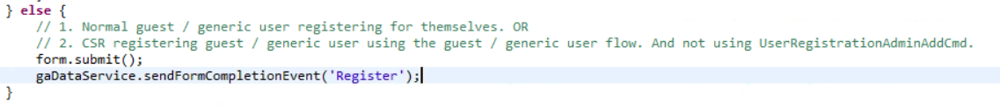 } else {
// 1. Normal guest / generic user registering for themselves. OR
// 2. CSR registering guest / generic user using the guest / generic user flow. And not using UserRegistrationAdminAddCmd.
form.submit();
gaDataService.sendFormCompletionEvent('Register');
}